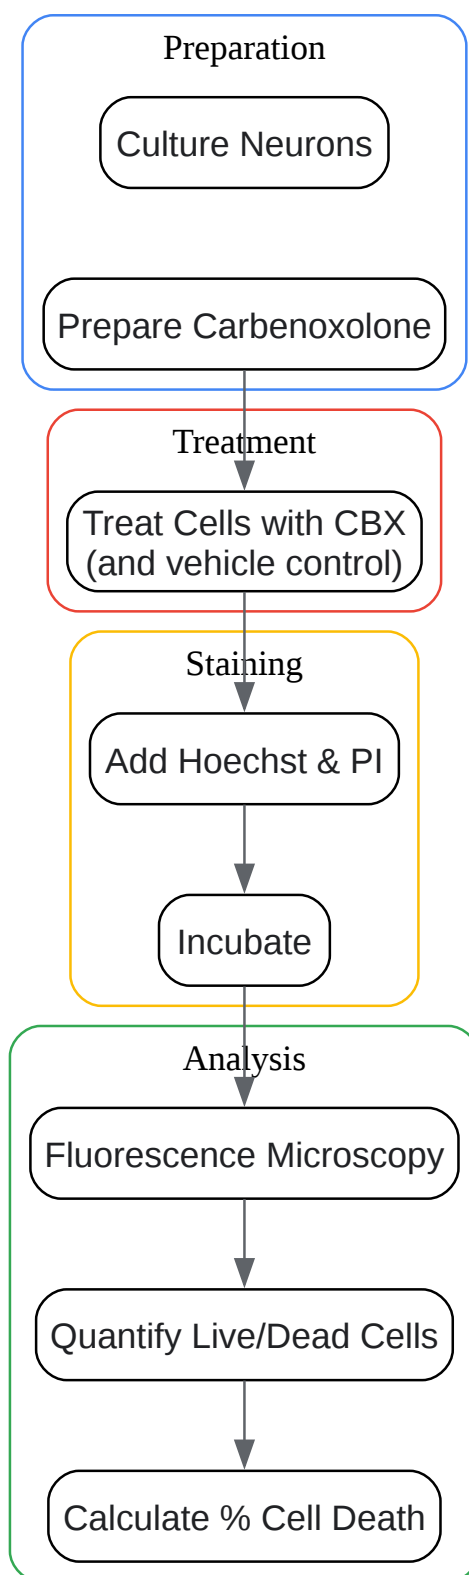 Preparation
Culture Neurons
Prepare Carbenoxolone
Treatment
Treat Cells with CBX
(and vehicle control)
Staining
Add Hoechst & PI
Incubate
Analysis
Fluorescence Microscopy
Quantify Live/Dead Cells
Calculate % Cell Death